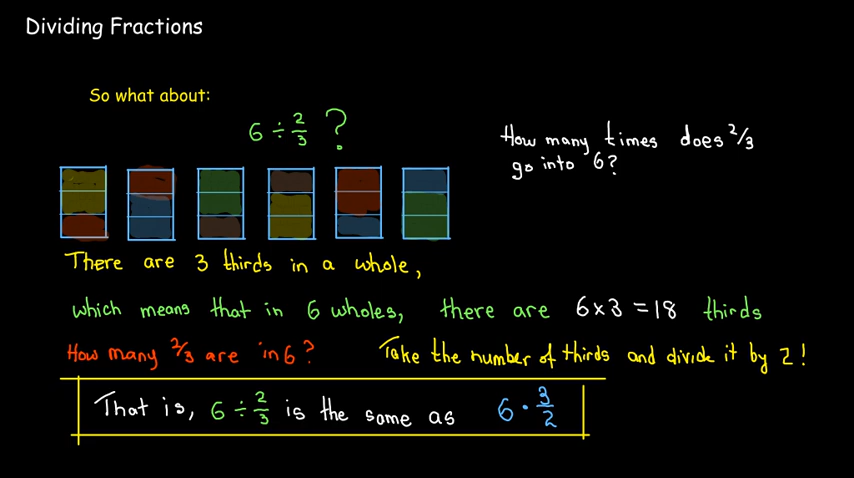 Dividing Fractions
So what about:
6 ÷ 2/3 ?
How many times does 2/3
go into 6?
There are 3 thirds in a whole,
which means that in 6 wholes, there are 6 x 3 = 18 thirds
How many 2/3 are in 6? Take the number of thirds and divide it by 2!
That is, 6 ÷ 2/3 is the same as 6 · 3/2